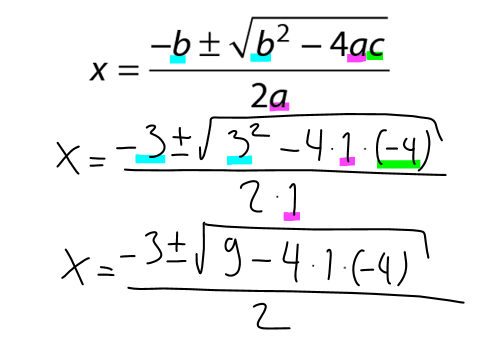 x = (-b ± √(b² - 4ac)) / (2a)
X = (-3 ± √(3² - 4·1·(-4))) / (2·1)
X = (-3 ± √(9 - 4·1·(-4))) / 2